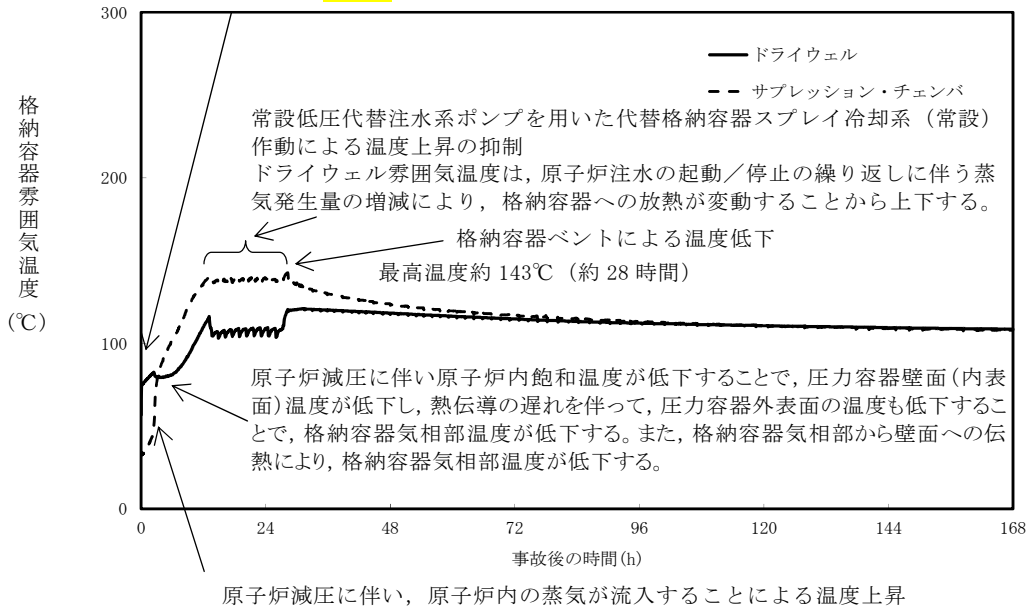 300
ドライウェル
サプレッション・チェンバ
常設低圧代替注水系ポンプを用いた代替格納容器スプレイ冷却系(常設)
作動による温度上昇の抑制
ドライウェル雰囲気温度は,原子炉注水の起動/停止の繰り返しに伴う蒸
気発生量の増減により,格納容器への放熱が変動することから上下する。
格納容器雰囲気温度
(℃)
200
格納容器ベントによる温度低下
最高温度約 143℃(約 28 時間)
100
原子炉減圧に伴い原子炉内飽和温度が低下することで,圧力容器壁面(内表
面)温度が低下し,熱伝導の遅れを伴って,圧力容器外表面の温度も低下するこ
とで,格納容器気相部温度が低下する。また,格納容器気相部から壁面への伝
熱により,格納容器気相部温度が低下する。
0
0 24 48 72 96 120 144 168
事故後の時間(h)
原子炉減圧に伴い,原子炉内の蒸気が流入することによる温度上昇